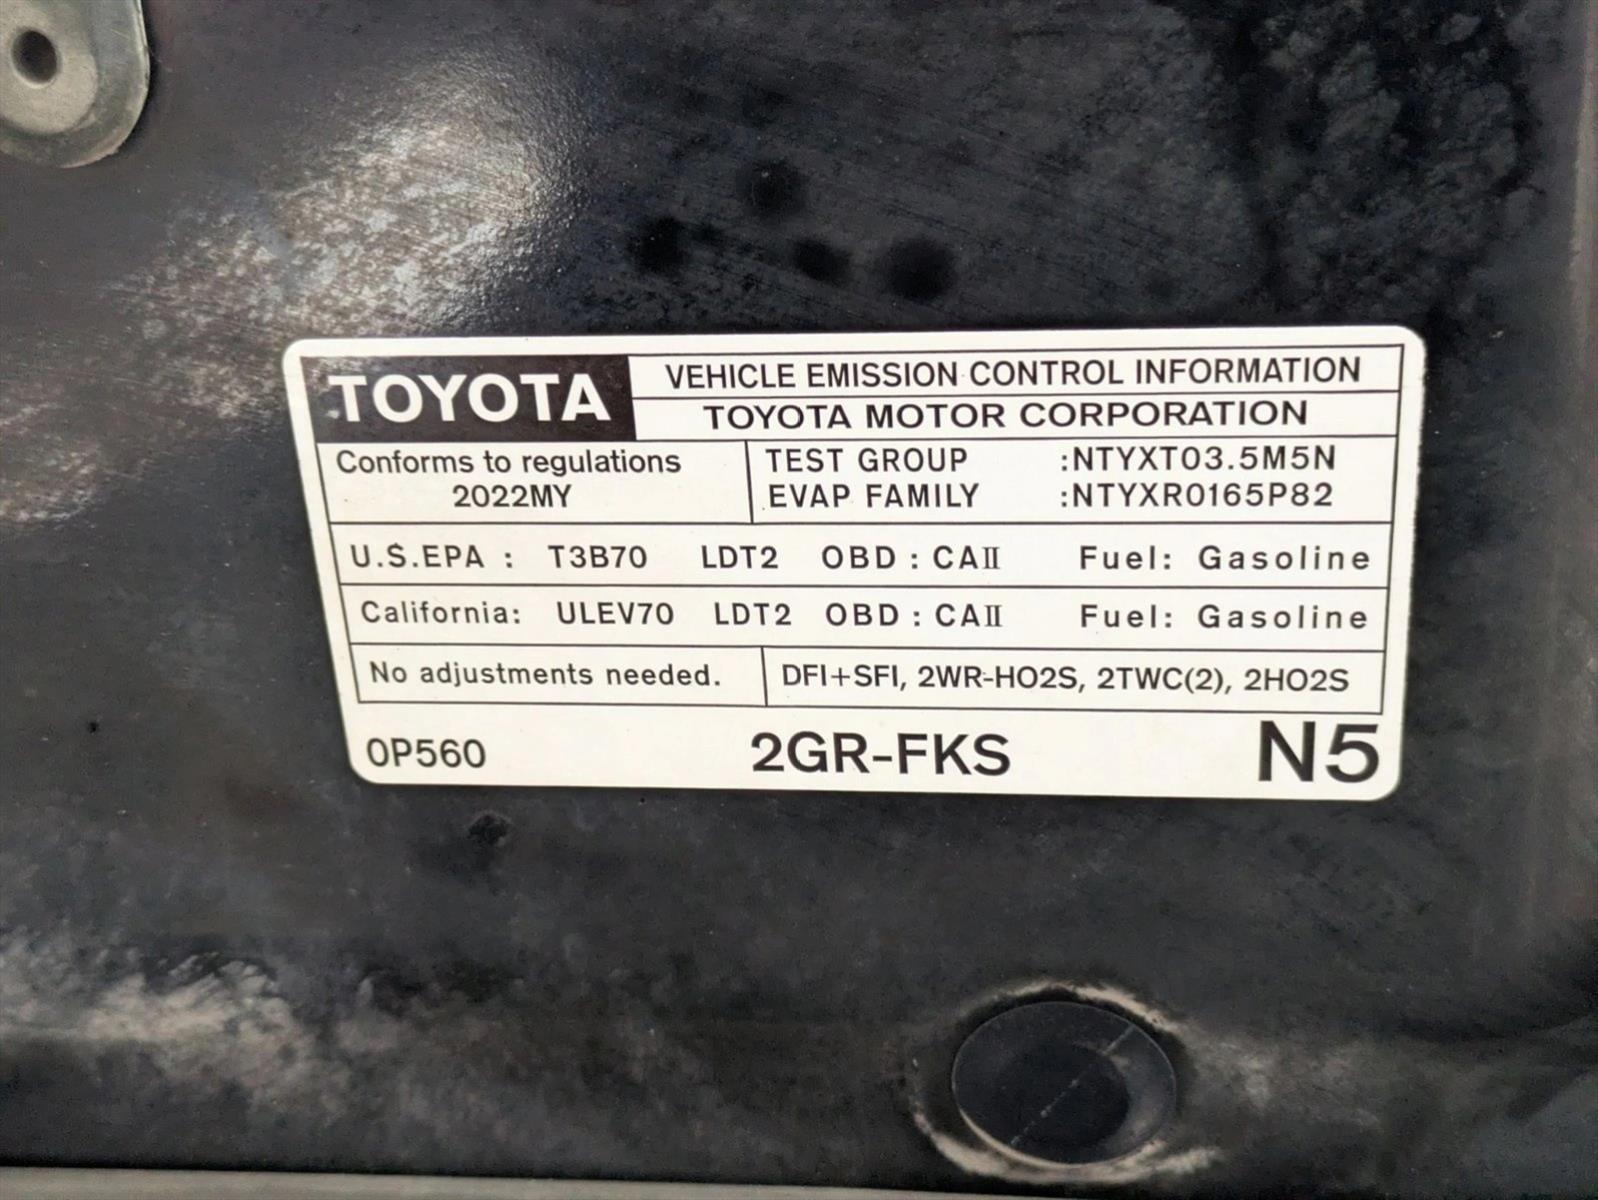 TOYOTA
VEHICLE EMISSION CONTROL INFORMATION
TOYOTA MOTOR CORPORATION
Conforms to regulations
2022MY
TEST GROUP :NTYXT03.5M5N
EVAP FAMILY :NTYXR0165P82
U.S.EPA : T3B70 LDT2 OBD : CAⅡ Fuel: Gasoline
California: ULEV70 LDT2 OBD : CAⅡ Fuel: Gasoline
No adjustments needed.
DFI+SFI, 2WR-HO2S, 2TWC(2), 2HO2S
0P560 2GR-FKS N5